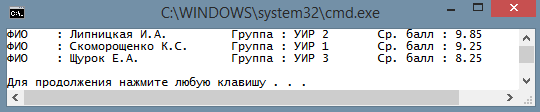 C:\WINDOWS\system32\cmd.exe
ФИО : Липницкая И.А. Группа : УИР 2 Ср. балл : 9.85
ФИО : Скоморощенко К.С. Группа : УИР 1 Ср. балл : 9.25
ФИО : Щурок Е.А. Группа : УИР 3 Ср. балл : 8.25
Для продолжения нажмите любую клавишу . . .